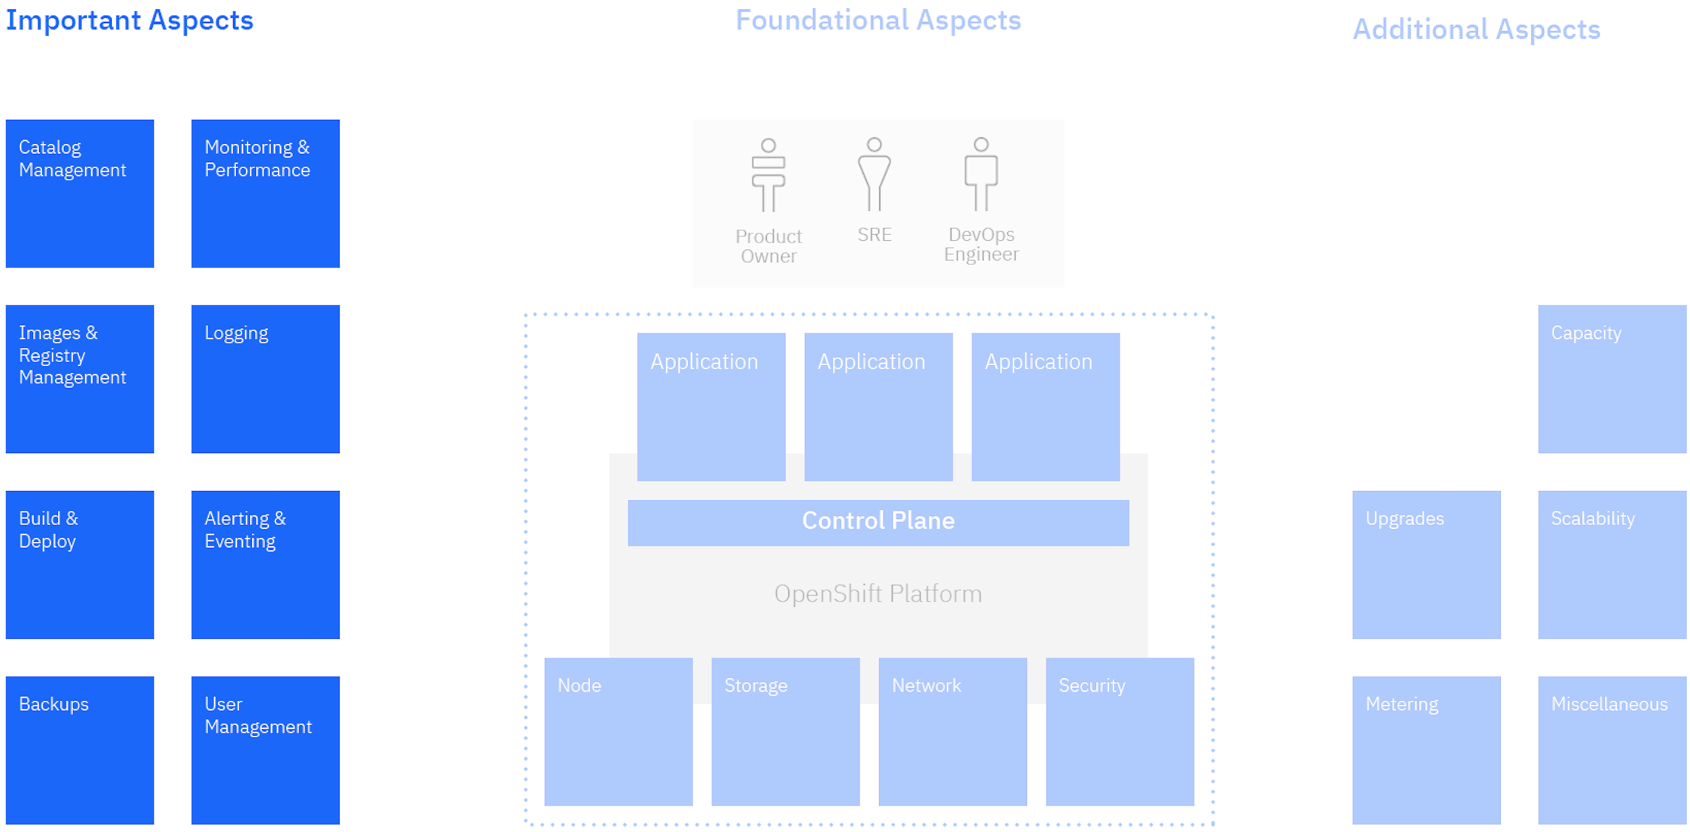 Important Aspects
Catalog
Management
Monitoring &
Performance
Images &
Registry
Management
Logging
Build &
Deploy
Alerting &
Eventing
Backups
User
Management
Foundational Aspects
Product
Owner
SRE
DevOps
Engineer
Application
Application
Application
Control Plane
OpenShift Platform
Node
Storage
Network
Security
Additional Aspects
Capacity
Upgrades
Scalability
Metering
Miscellaneous